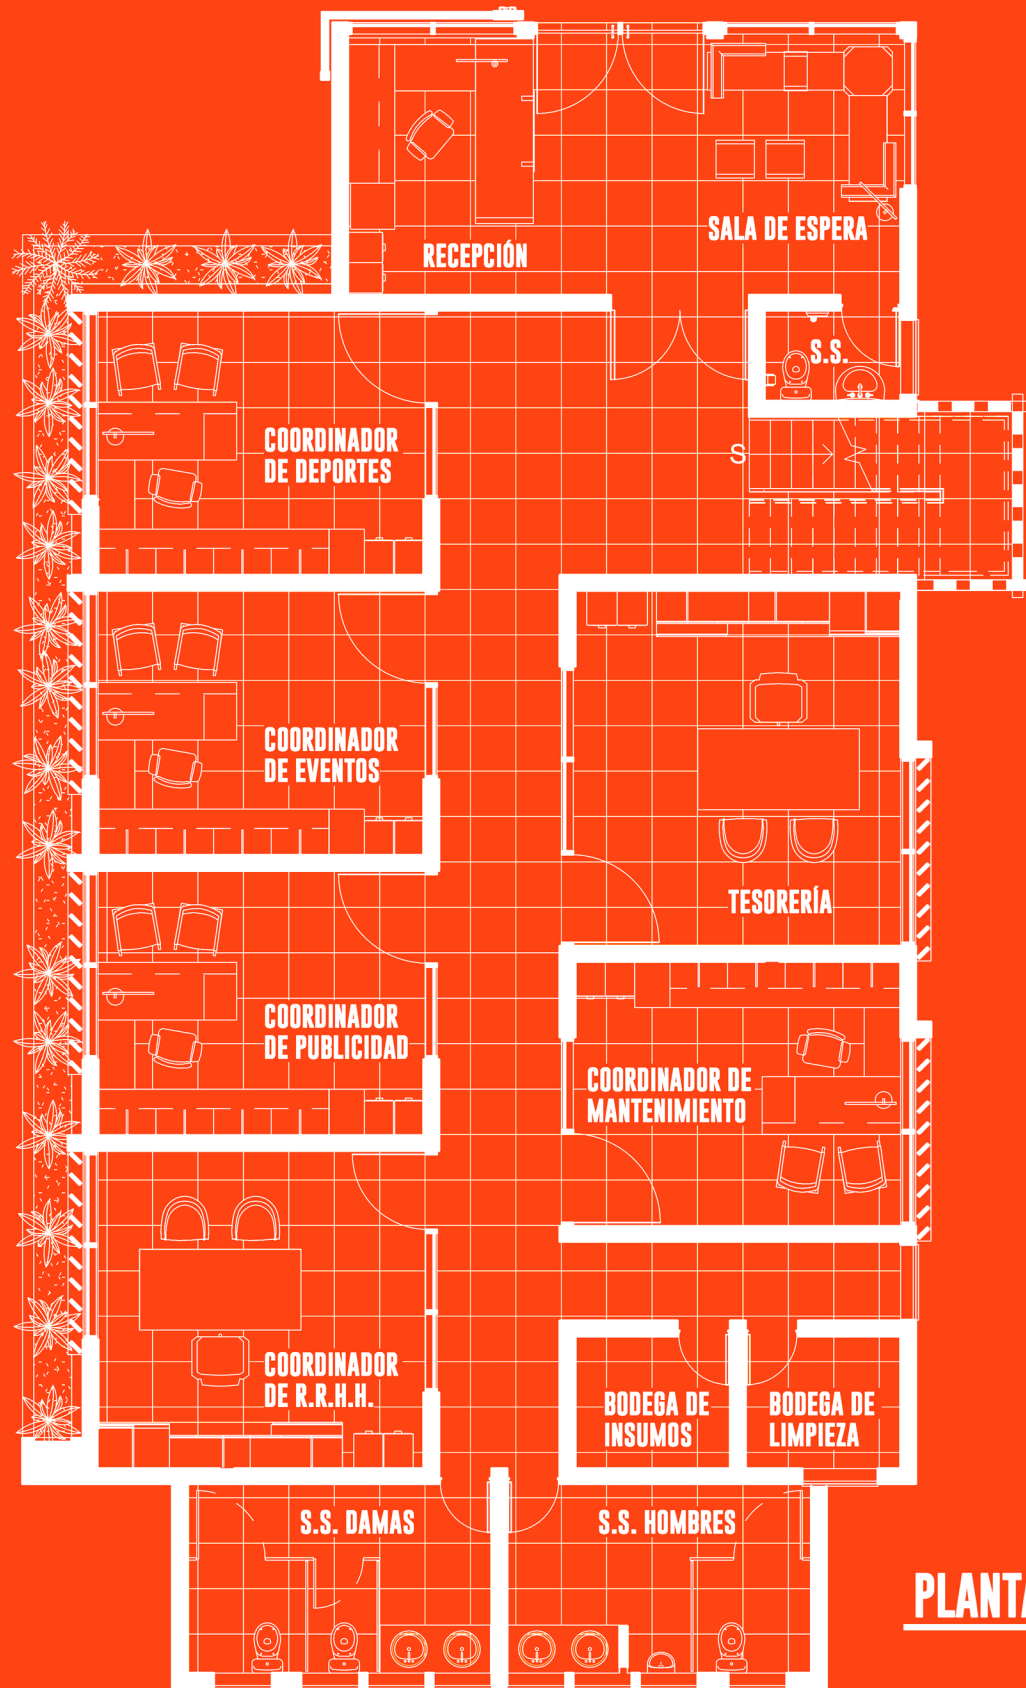 RECEPCIÓN
SALA DE ESPERA
S.S.
COORDINADOR
DE DEPORTES
S
COORDINADOR
DE EVENTOS
TESORERÍA
COORDINADOR
DE PUBLICIDAD
COORDINADOR DE
MANTENIMIENTO
COORDINADOR
DE R.R.H.H.
BODEGA DE
INSUMOS
BODEGA DE
LIMPIEZA
S.S. DAMAS
S.S. HOMBRES
PLANTA